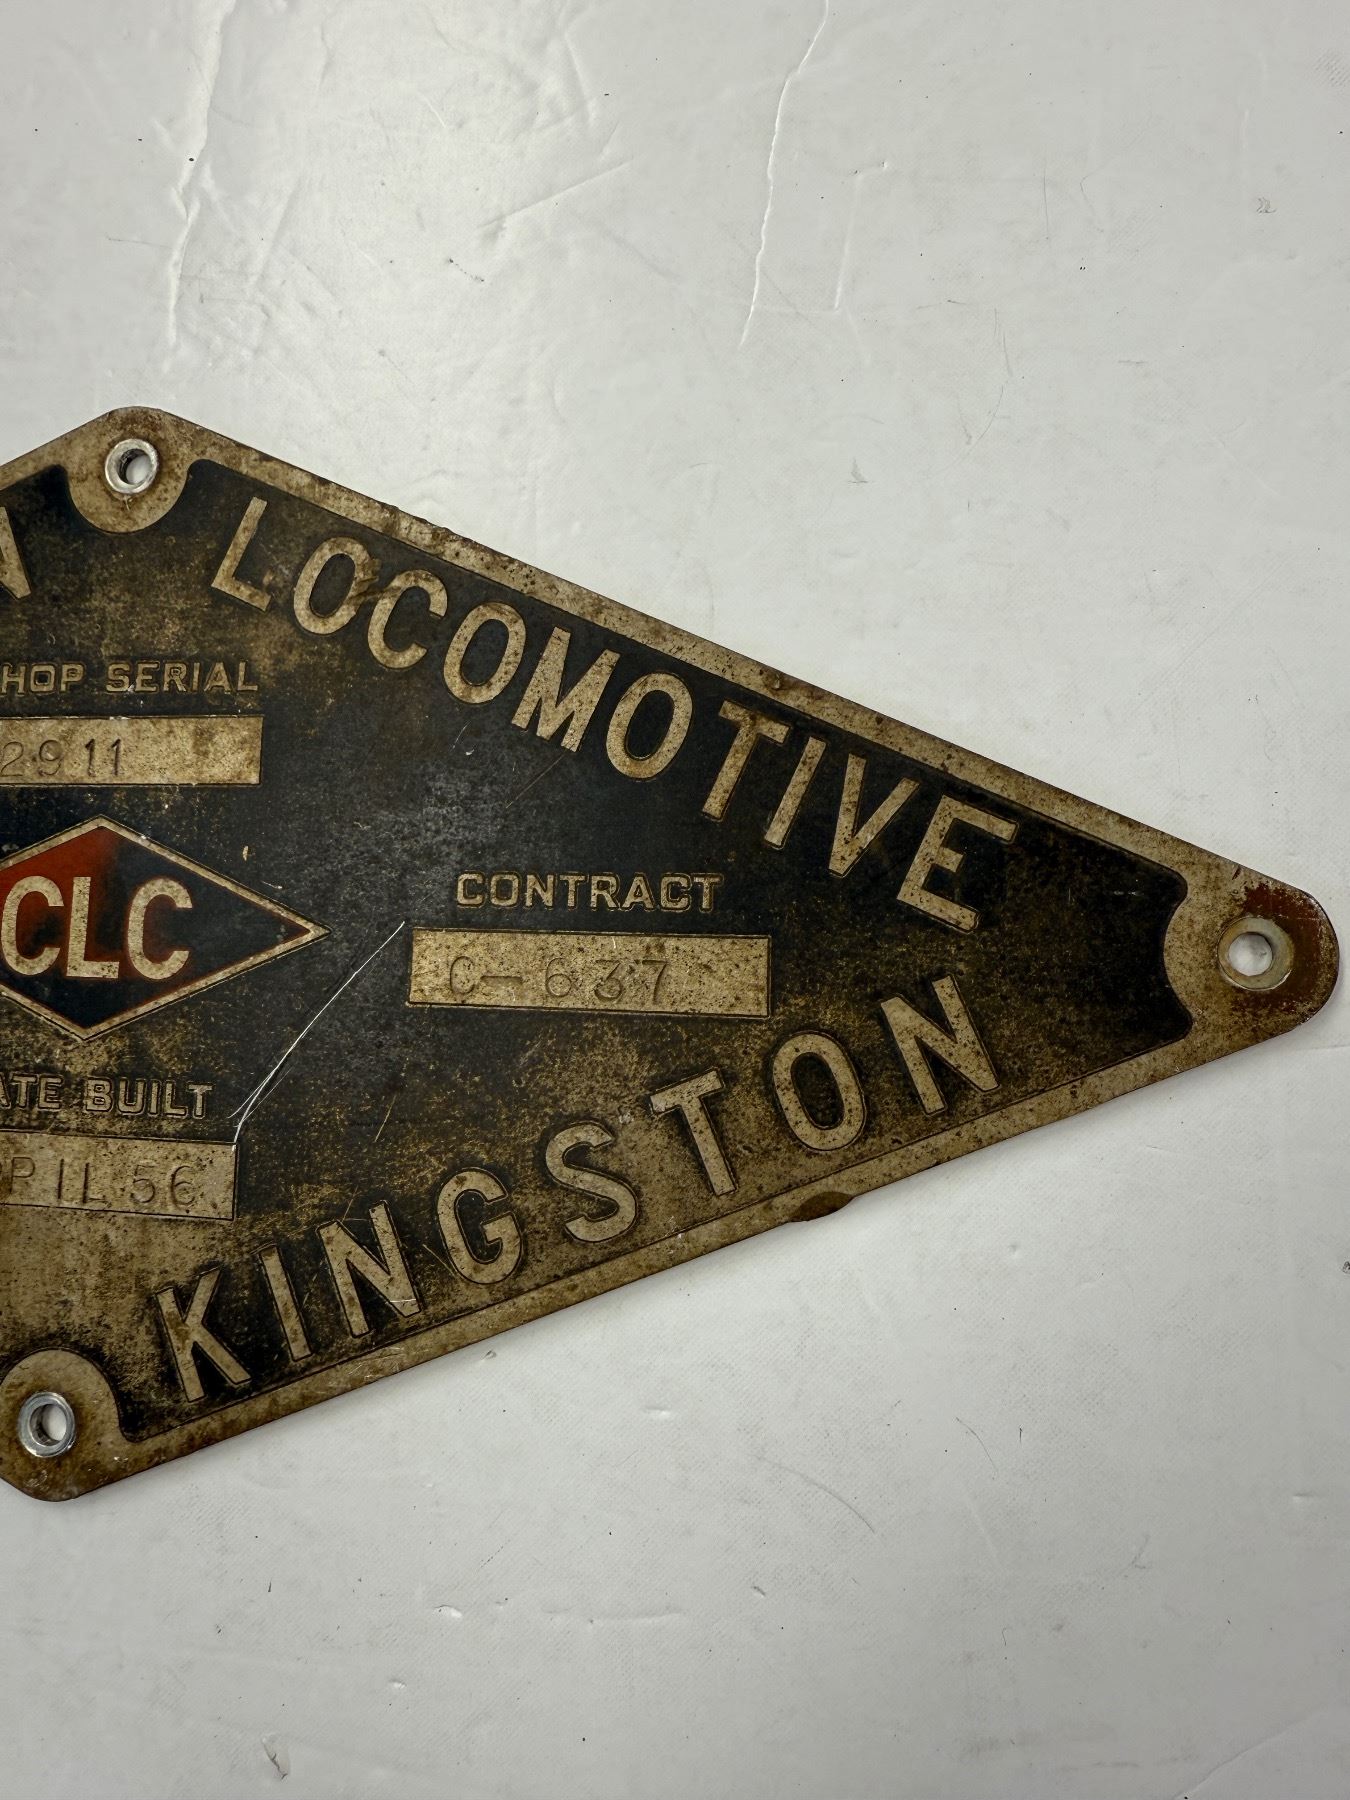 N LOCOMOTIVE
HOP SERIAL
2911
CLC
CONTRACT
C-637
ATE BUILT
PIL 56
KINGSTON